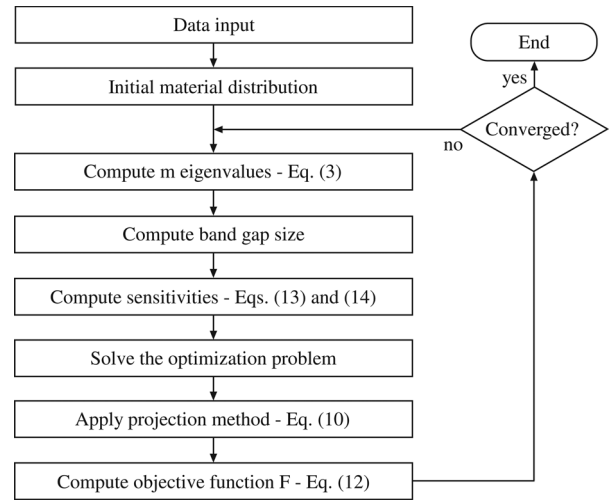 Data input
Initial material distribution
Compute m eigenvalues - Eq. (3)
Compute band gap size
Compute sensitivities - Eqs. (13) and (14)
Solve the optimization problem
Apply projection method - Eq. (10)
Compute objective function F - Eq. (12)
Converged?
no
yes
End